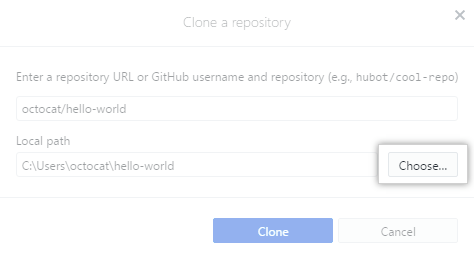 Clone a repository
Enter a repository URL or GitHub username and repository (e.g., hubot/cool-repo)
octocat/hello-world
Local path
C:\Users\octocat\hello-world
Choose...
Clone
Cancel